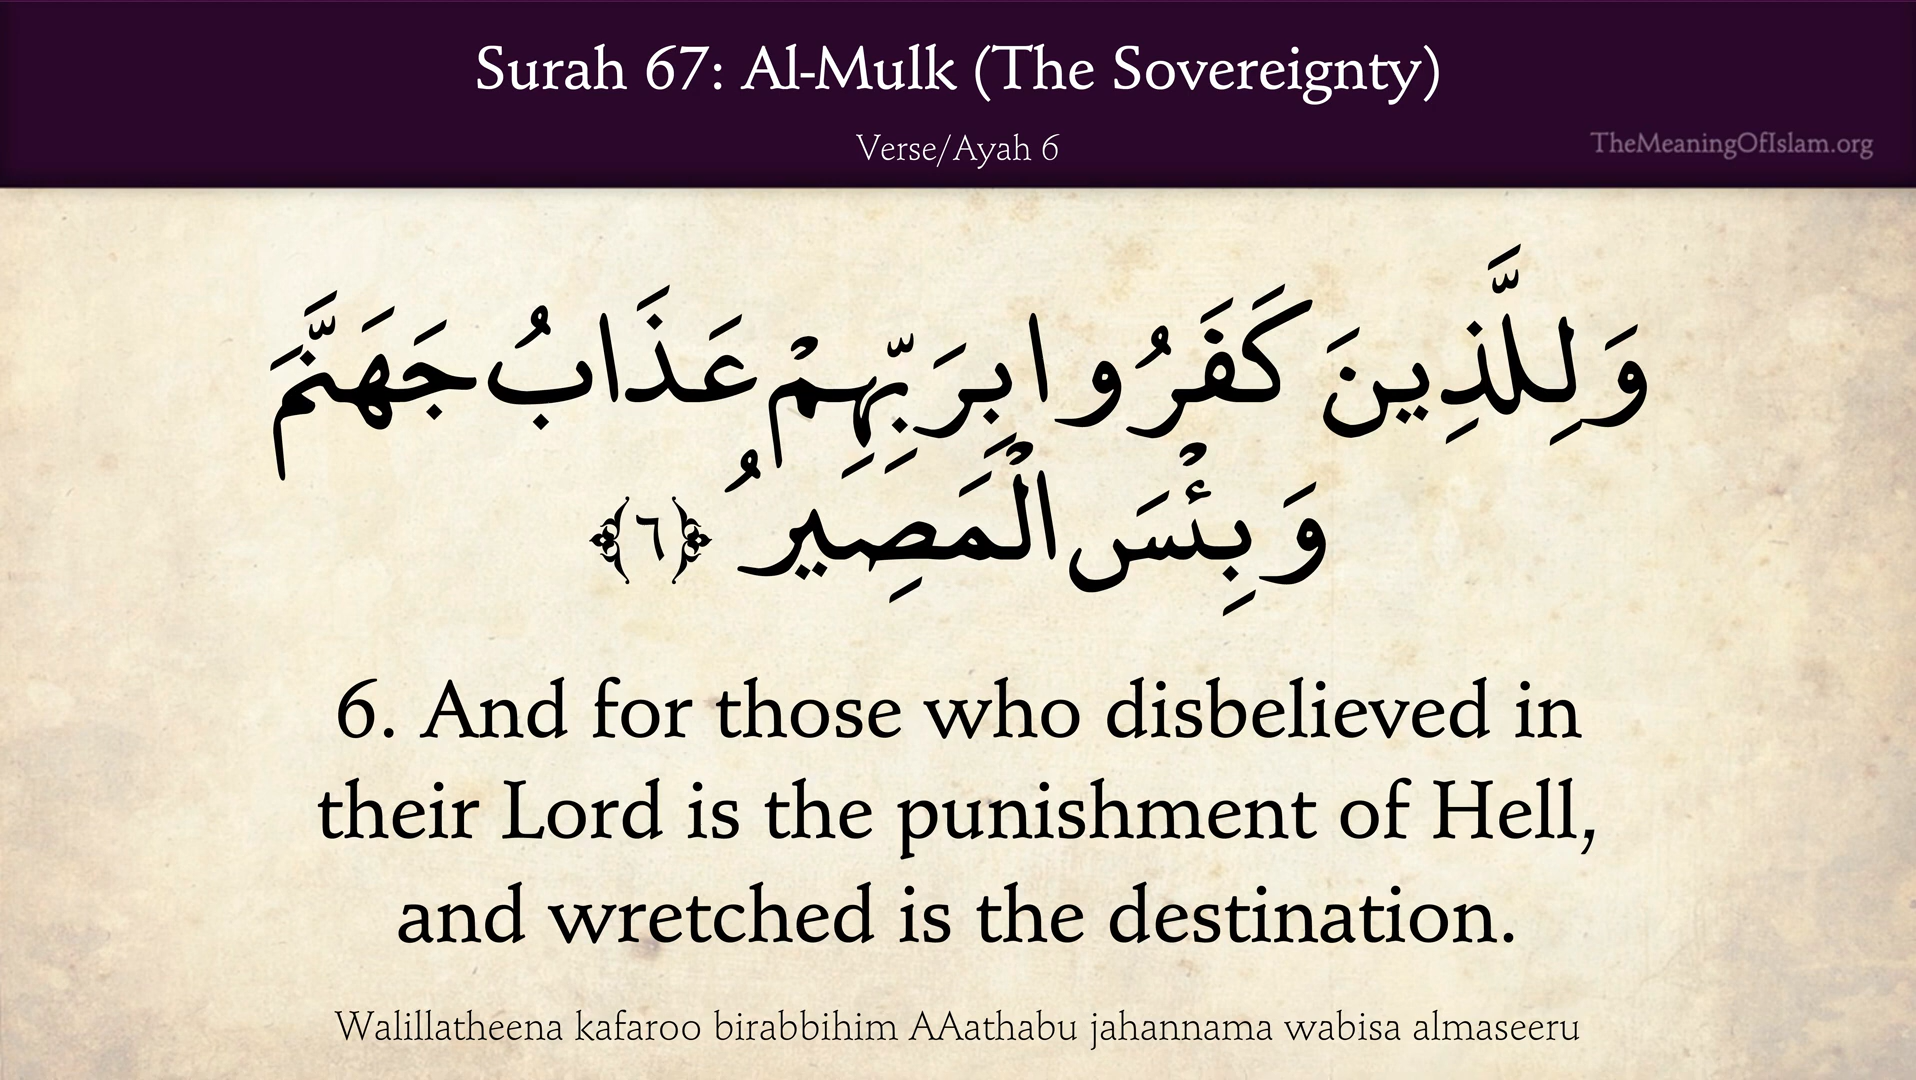 Surah 67: Al-Mulk (The Sovereignty)
Verse/Ayah 6
TheMeaningOfIslam.org
وَلِلَّذِينَ كَفَرُوا بِرَبِّهِمْ عَذَابُ جَهَنَّمَ
وَبِئْسَ الْمَصِيرُ ﴿٦﴾
6. And for those who disbelieved in
their Lord is the punishment of Hell,
and wretched is the destination.
Walillatheena kafaroo birabbihim AAathabu jahannama wabisa almaseeru